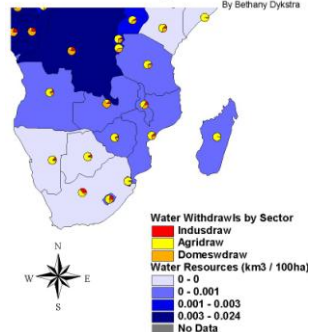 By Bethany Dykstra
Water Withdrawls by Sector
Indusdraw
Agridraw
Domeswdraw
Water Resources (km3 / 100ha)
0 - 0
0 - 0.001
0.001 - 0.003
0.003 - 0.024
No Data
N
W E
S